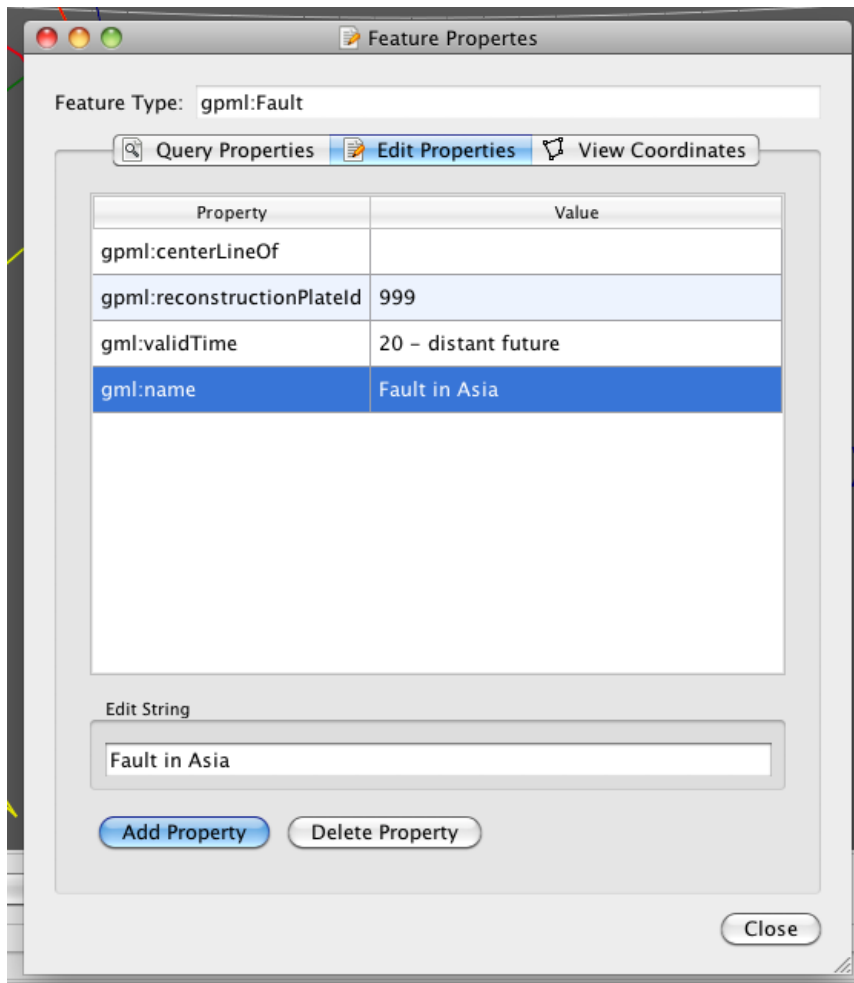 Feature Propertes
Feature Type: gpml:Fault
Query Properties Edit Properties View Coordinates
Property Value
gpml:centerLineOf
gpml:reconstructionPlateId 999
gml:validTime 20 – distant future
gml:name Fault in Asia
Edit String
Fault in Asia
Add Property Delete Property
Close